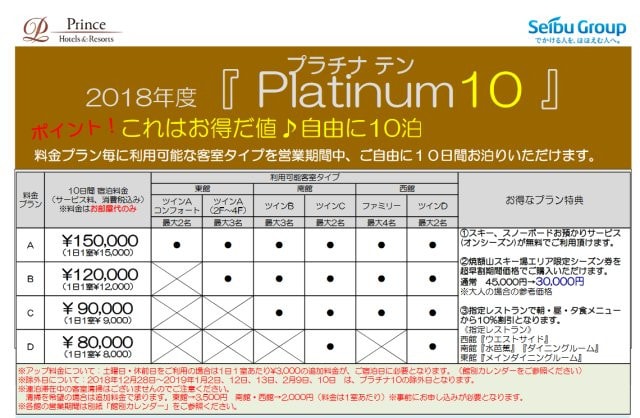 Prince
Hotels & Resorts
Seibu Group
でかける人を、ほほえむ人へ。
プラチナ テン
2018年度『 Platinum10 』
ポイント！これはお得だ値♪自由に10泊
料金プラン毎に利用可能な客室タイプを営業期間中、ご自由に１０日間お泊りいただけます。
料金プラン
10日間 宿泊料金
（サービス料、消費税込み）
※料金はお部屋代のみ
利用可能客室タイプ
お得なプラン特典
東館 南館 西館
ツインA コンフォート ツインA（2F～4F） ツインB ツインC ファミリー ツインD
最大2名 最大3名 最大3名 最大2名 最大4名 最大2名
A ￥150,000（1日1室¥15,000） ● ● ● ● ● ●
B ￥120,000（1日1室¥12,000） ● ● ● ● ●
C ￥ 90,000（1日1室¥ 9,000） ● ● ● ●
D ￥ 80,000（1日1室¥ 8,000） ● ●
①スキー、スノーボードお預かりサービス
（オンシーズン）が無料でご利用頂けます。
②焼額山スキー場エリア限定シーズン券を
超早割期間価格でご購入いただけます。
通常 45,000円→30,000円
※大人の場合の参考価格
③指定レストランで朝・昼・夕食メニュー
から10％割引となります。
（指定レストラン）
西館『ウエストサイド』
南館『水芭蕉』『ダイニングルーム』
東館『メインダイニングルーム』
※アップ料金について：土曜日・休前日をご利用の場合は1日１室あたり¥3,000の追加料金が、ご宿泊日に必要となります。（館別カレンダーをご参照ください）
※除外日について：2018年12月28日～2019年1月2日、12日、13日、2月9日、10日 は、プラチナ10の除外日となります。
※連泊滞在中の客室清掃はございませんのでご注意ください。
清掃を希望の場合は追加料金で承ります。東館→3,500円 南館・西館→2,000円（料金は1室あたり）※事前にお申し込みが必要となります。
※各館の営業期間は別紙「館別カレンダー」をご参照ください。